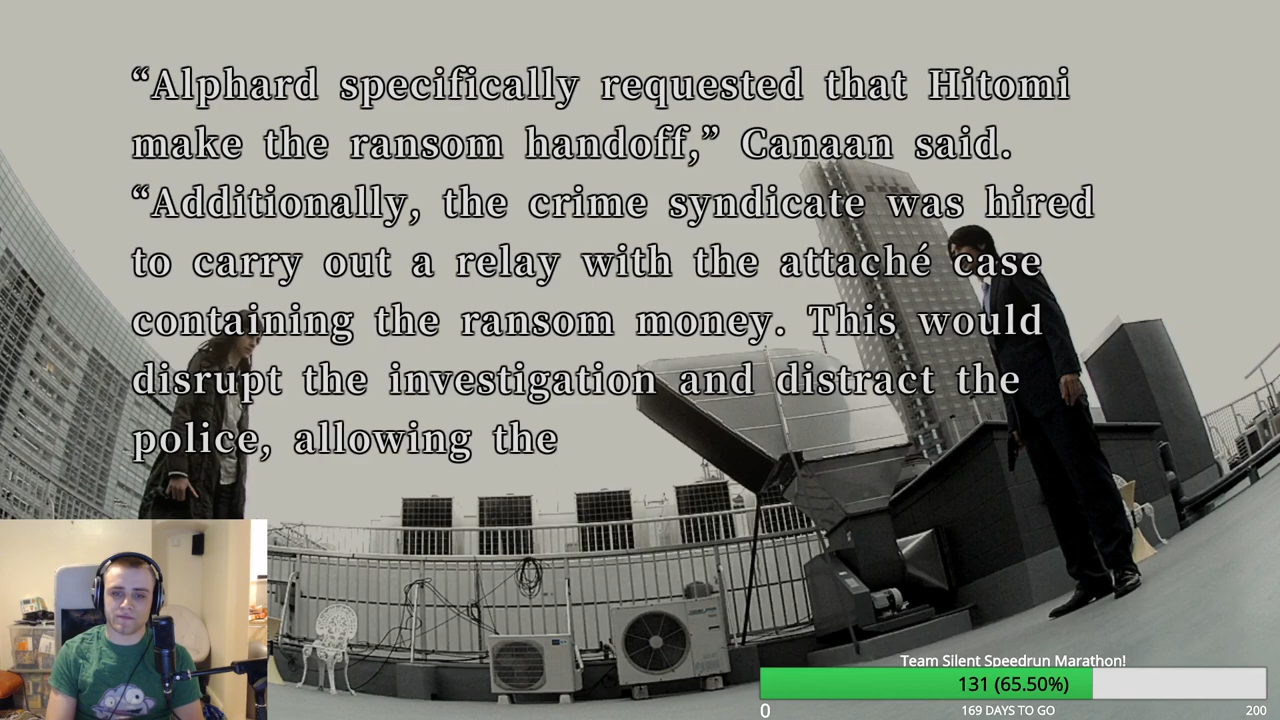 “Alphard specifically requested that Hitomi
make the ransom handoff,” Canaan said.
“Additionally, the crime syndicate was hired
to carry out a relay with the attaché case
containing the ransom money. This would
disrupt the investigation and distract the
police, allowing the
Team Silent Speedrun Marathon!
131 (65.50%)
0
169 DAYS TO GO
200